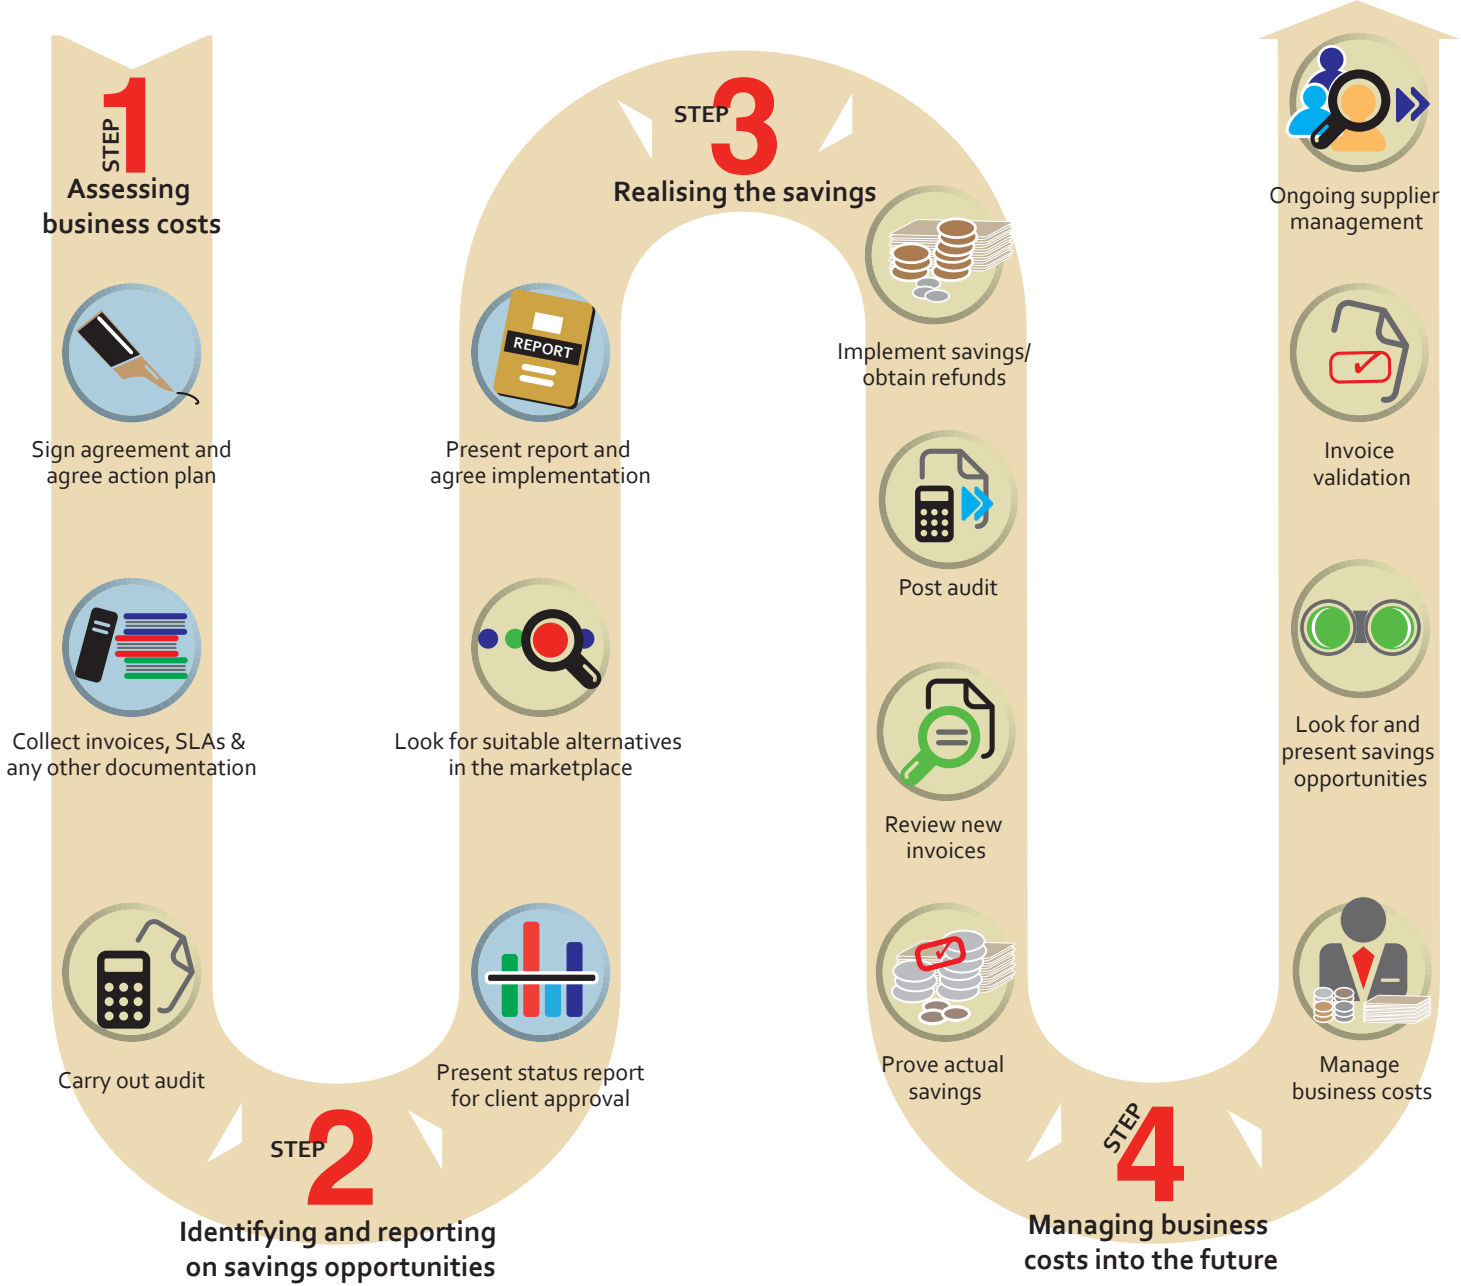 STEP 1
Assessing
business costs
Sign agreement and
agree action plan
Collect invoices, SLAs &
any other documentation
Carry out audit
STEP 2
Identifying and reporting
on savings opportunities
Present status report
for client approval
Look for suitable alternatives
in the marketplace
REPORT
Present report and
agree implementation
STEP 3
Realising the savings
Implement savings/
obtain refunds
Post audit
Review new
invoices
Prove actual
savings
STEP 4
Managing business
costs into the future
Manage
business costs
Look for and
present savings
opportunities
Invoice
validation
Ongoing supplier
management